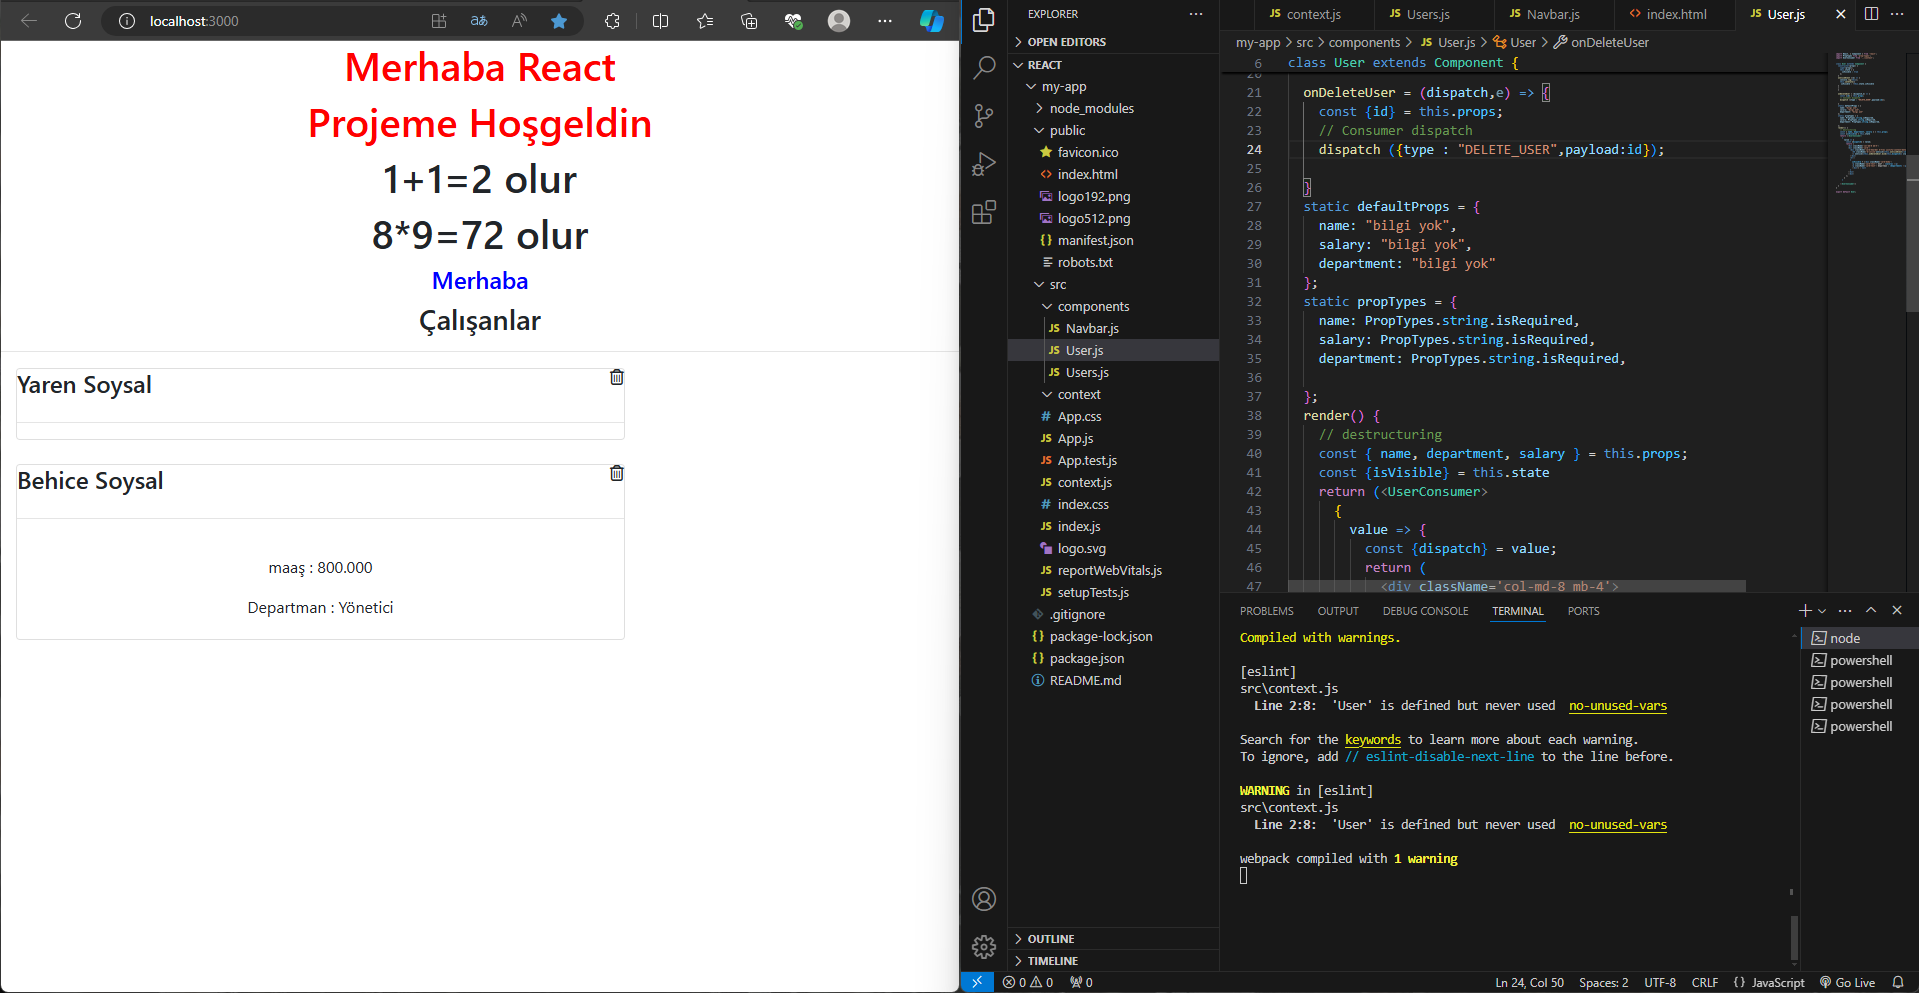 localhost:3000
Merhaba React
Projeme Hoşgeldin
1+1=2 olur
8*9=72 olur
Merhaba
Çalışanlar
Yaren Soysal
Behice Soysal
maaş : 800.000
Departman : Yönetici
EXPLORER
OPEN EDITORS
REACT
my-app
node_modules
public
favicon.ico
index.html
logo192.png
logo512.png
manifest.json
robots.txt
src
components
JS Navbar.js
JS User.js
JS Users.js
context
# App.css
JS App.js
JS App.test.js
JS context.js
# index.css
JS index.js
logo.svg
JS reportWebVitals.js
JS setupTests.js
.gitignore
{} package-lock.json
{} package.json
README.md
OUTLINE
TIMELINE
JS context.js JS Users.js JS Navbar.js <> index.html JS User.js
my-app > src > components > JS User.js > User > onDeleteUser
6 class User extends Component {
21 onDeleteUser = (dispatch,e) => {
22 const {id} = this.props;
23 // Consumer dispatch
24 dispatch ({type : "DELETE_USER",payload:id});
25
26 }
27 static defaultProps = {
28 name: "bilgi yok",
29 salary: "bilgi yok",
30 department: "bilgi yok"
31 };
32 static propTypes = {
33 name: PropTypes.string.isRequired,
34 salary: PropTypes.string.isRequired,
35 department: PropTypes.string.isRequired,
36
37 };
38 render() {
39 // destructuring
40 const { name, department, salary } = this.props;
41 const {isVisible} = this.state
42 return (<UserConsumer>
43 {
44 value => {
45 const {dispatch} = value;
46 return (
47 <div className='col-md-8 mb-4'>
PROBLEMS OUTPUT DEBUG CONSOLE TERMINAL PORTS
Compiled with warnings.
[eslint]
src\context.js
Line 2:8: 'User' is defined but never used no-unused-vars
Search for the keywords to learn more about each warning.
To ignore, add // eslint-disable-next-line to the line before.
WARNING in [eslint]
src\context.js
Line 2:8: 'User' is defined but never used no-unused-vars
webpack compiled with 1 warning
node
powershell
powershell
powershell
powershell
0 0 0 Ln 24, Col 50 Spaces: 2 UTF-8 CRLF {} JavaScript Go Live